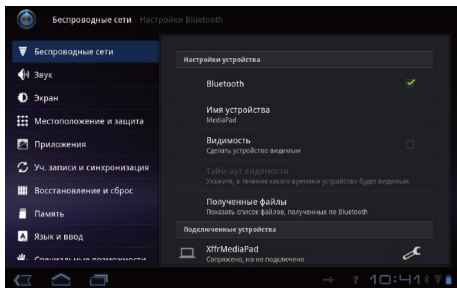 Беспроводные сети Настройки Bluetooth
Беспроводные сети
Звук
Экран
Местоположение и защита
Приложения
Уч. записи и синхронизация
Восстановление и сброс
Память
Язык и ввод
Специальные возможности
Настройки устройства
Bluetooth
Имя устройства
MediaPad
Видимость
Сделать устройство видимым
Тайм-аут видимости
Укажите, в течение какого времени устройство будет видимым
Полученные файлы
Показать список файлов, полученных по Bluetooth
Подключенные устройства
XffrMediaPad
Сопряжено, но не подключено
? 10:41